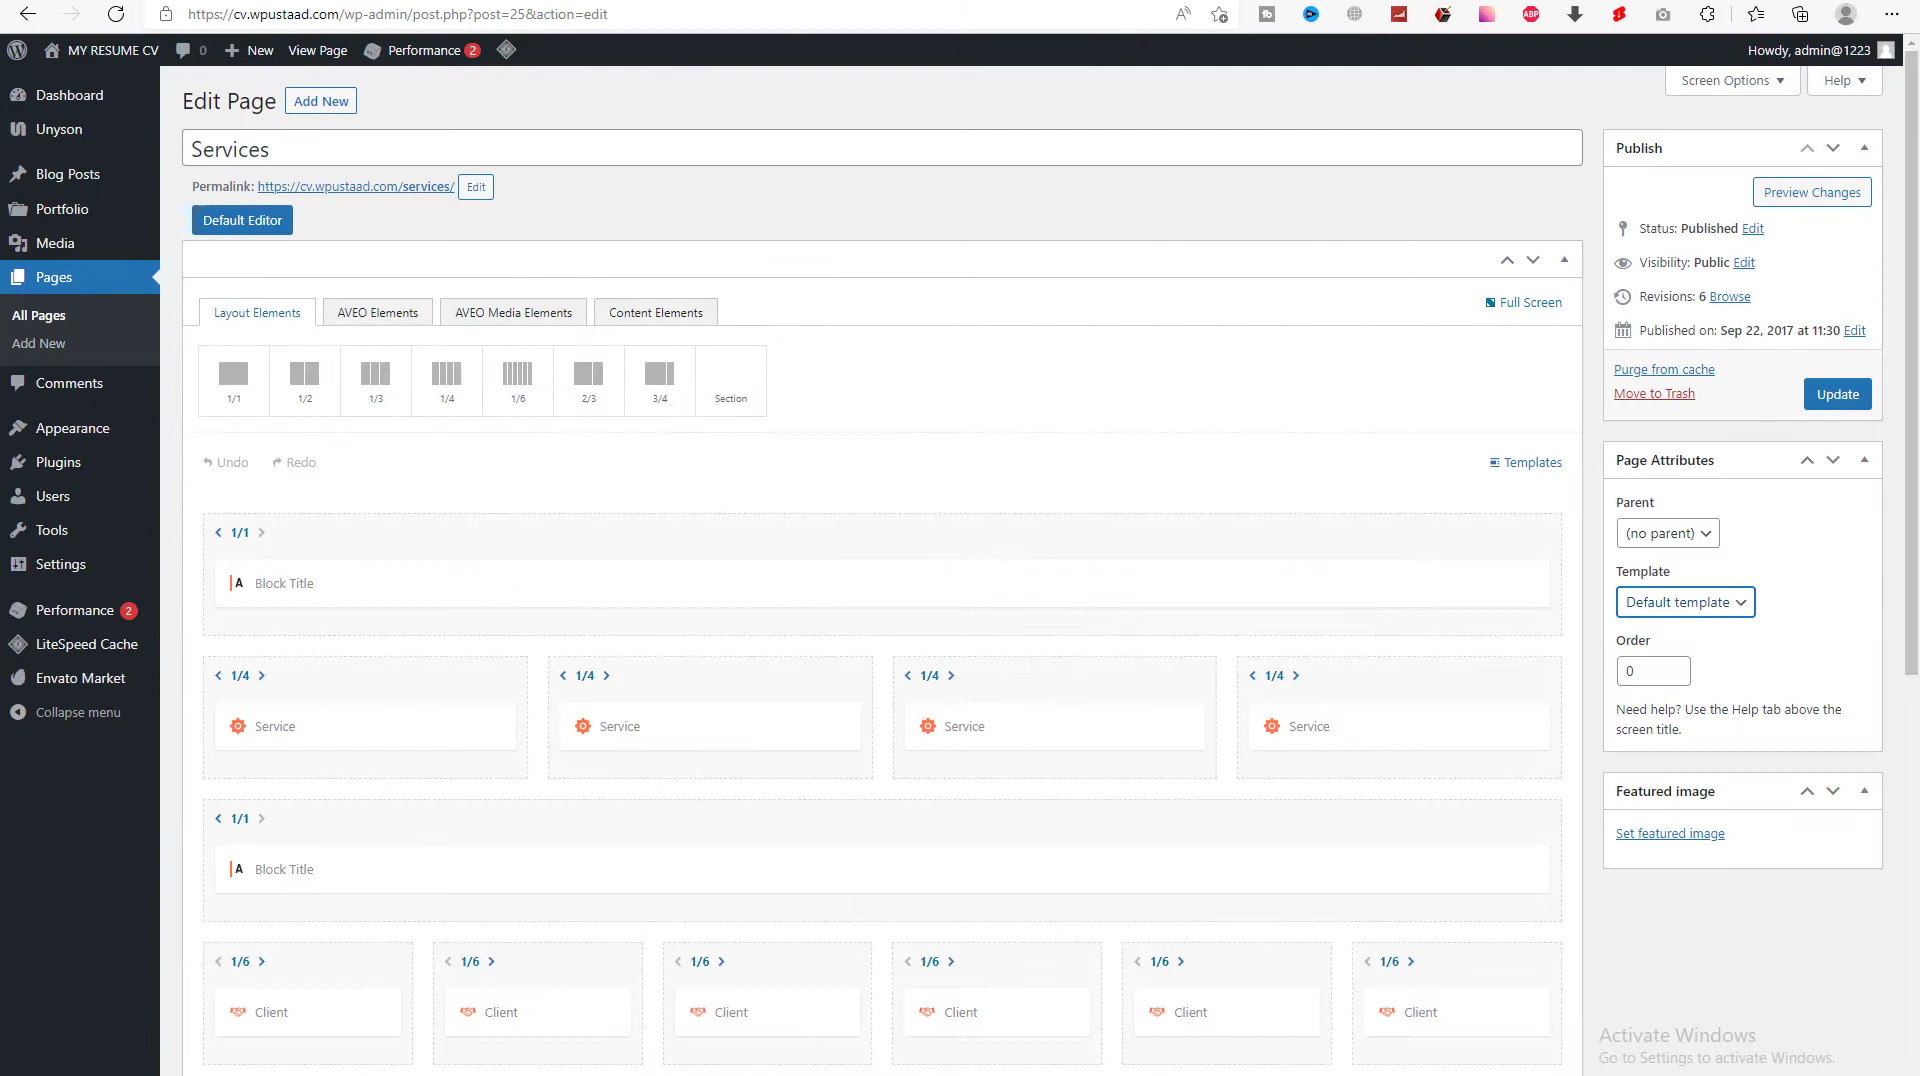 https://cv.wpustaad.com/wp-admin/post.php?post=25&action=edit
ABP
MY RESUME CV
0
New
View Page
Performance 2
Howdy, admin@1223
Screen Options
Help
Dashboard
Unyson
Blog Posts
Portfolio
Media
Pages
All Pages
Add New
Comments
Appearance
Plugins
Users
Tools
Settings
Performance 2
LiteSpeed Cache
Envato Market
Collapse menu
Edit Page
Add New
Services
Permalink: https://cv.wpustaad.com/services/ Edit
Default Editor
Layout Elements
AVEO Elements
AVEO Media Elements
Content Elements
Full Screen
1/1
1/2
1/3
1/4
1/6
2/3
3/4
Section
Undo
Redo
Templates
1/1
A Block Title
1/4
1/4
1/4
1/4
Service
Service
Service
Service
1/1
A Block Title
1/6
1/6
1/6
1/6
1/6
1/6
Client
Client
Client
Client
Client
Client
Publish
Preview Changes
Status: Published Edit
Visibility: Public Edit
Revisions: 6 Browse
Published on: Sep 22, 2017 at 11:30 Edit
Purge from cache
Move to Trash
Update
Page Attributes
Parent
(no parent)
Template
Default template
Order
0
Need help? Use the Help tab above the
screen title.
Featured image
Set featured image
Activate Windows
Go to Settings to activate Windows.